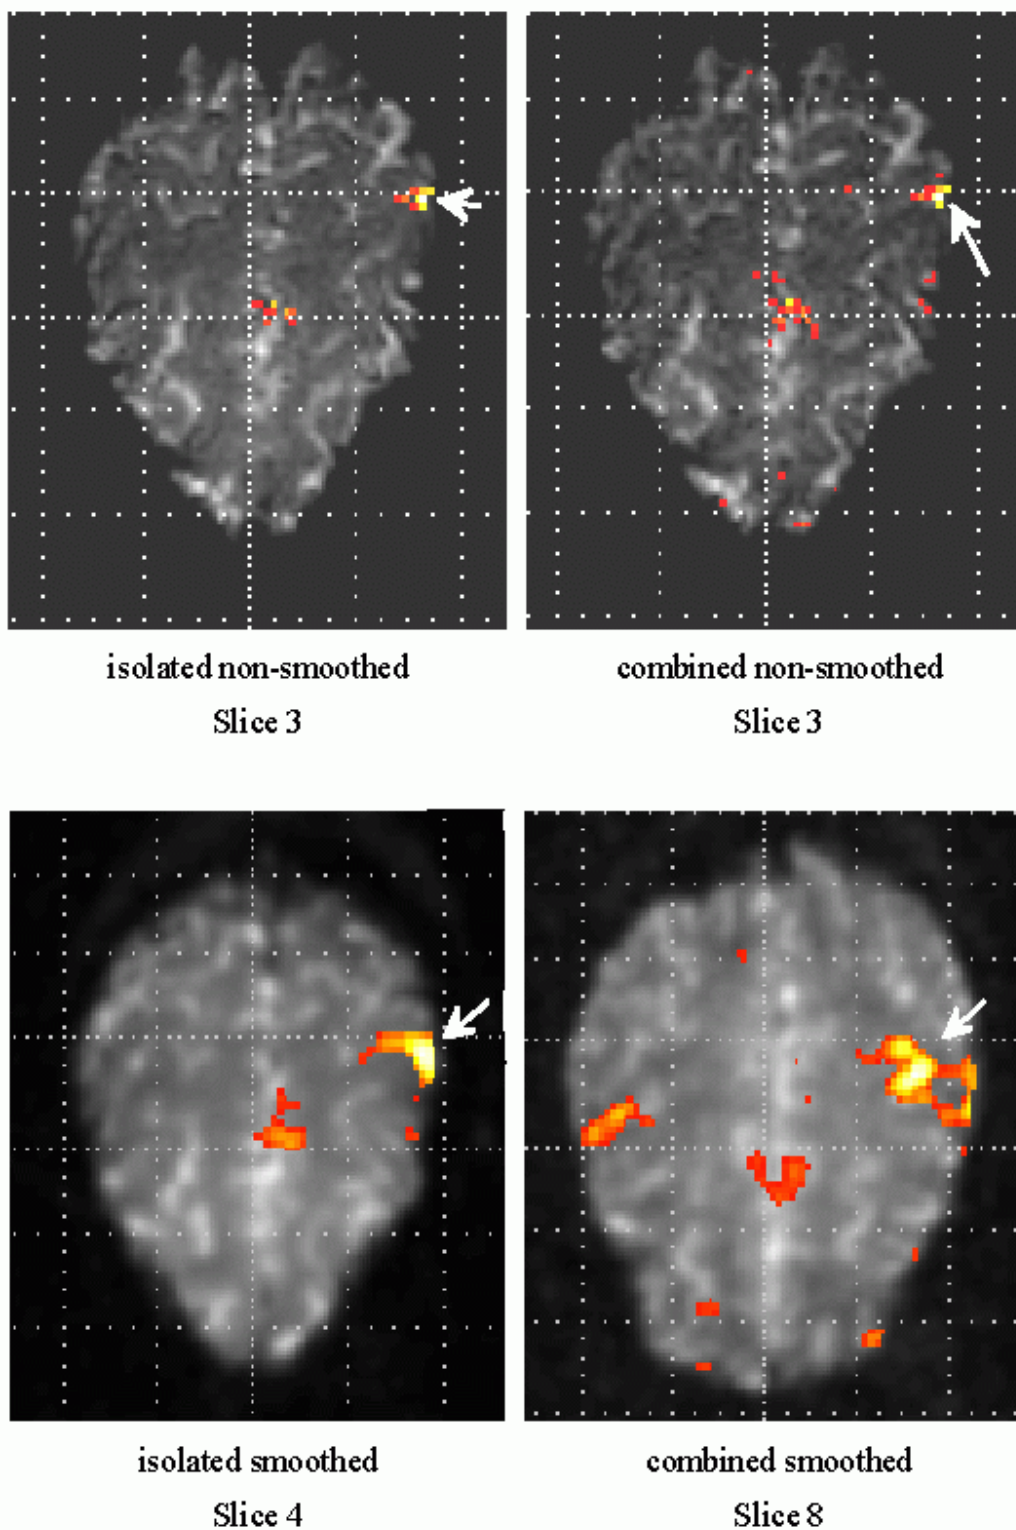 isolated non-smoothed
Slice 3
combined non-smoothed
Slice 3
isolated smoothed
Slice 4
combined smoothed
Slice 8